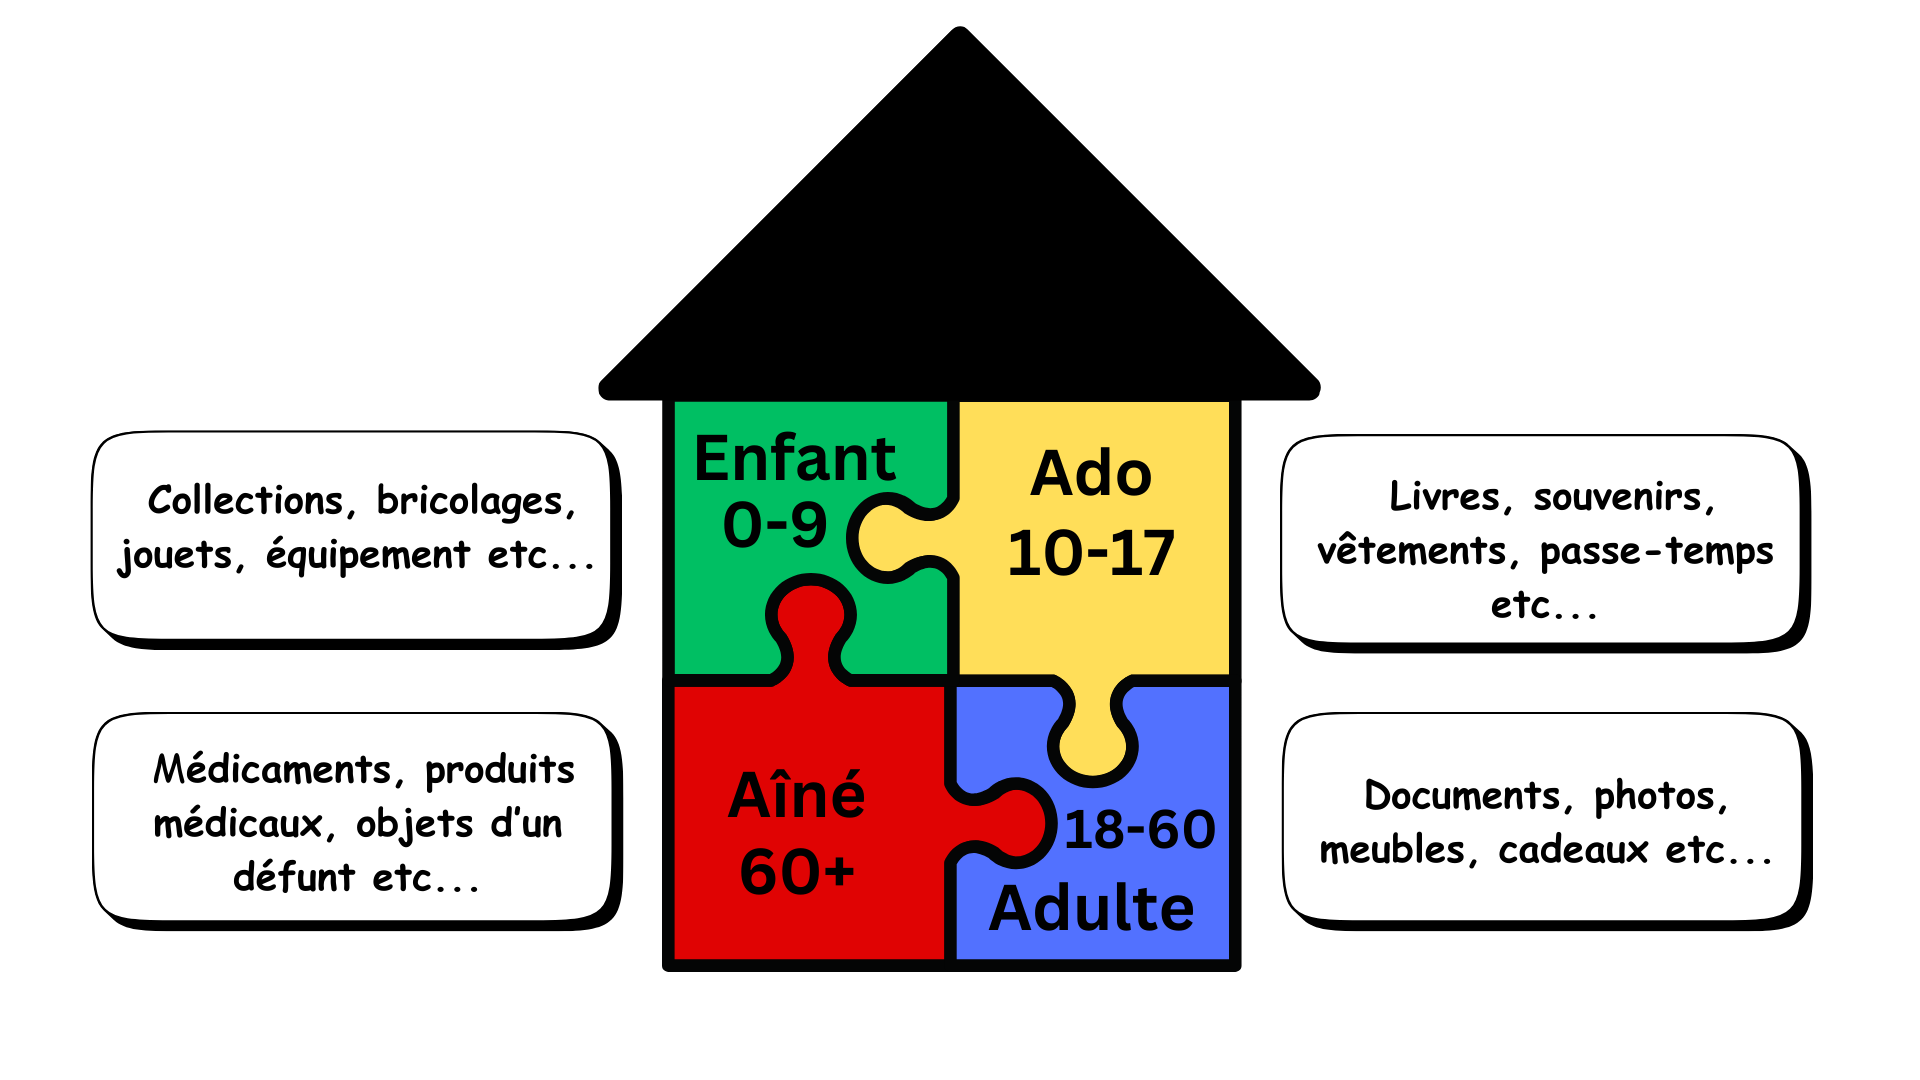 Enfant
0-9
Ado
10-17
Collections, bricolages,
jouets, équipement etc...
Livres, souvenirs,
vêtements, passe-temps
etc...
Médicaments, produits
médicaux, objets d'un
défunt etc...
Aîné
60+
18-60
Adulte
Documents, photos,
meubles, cadeaux etc...